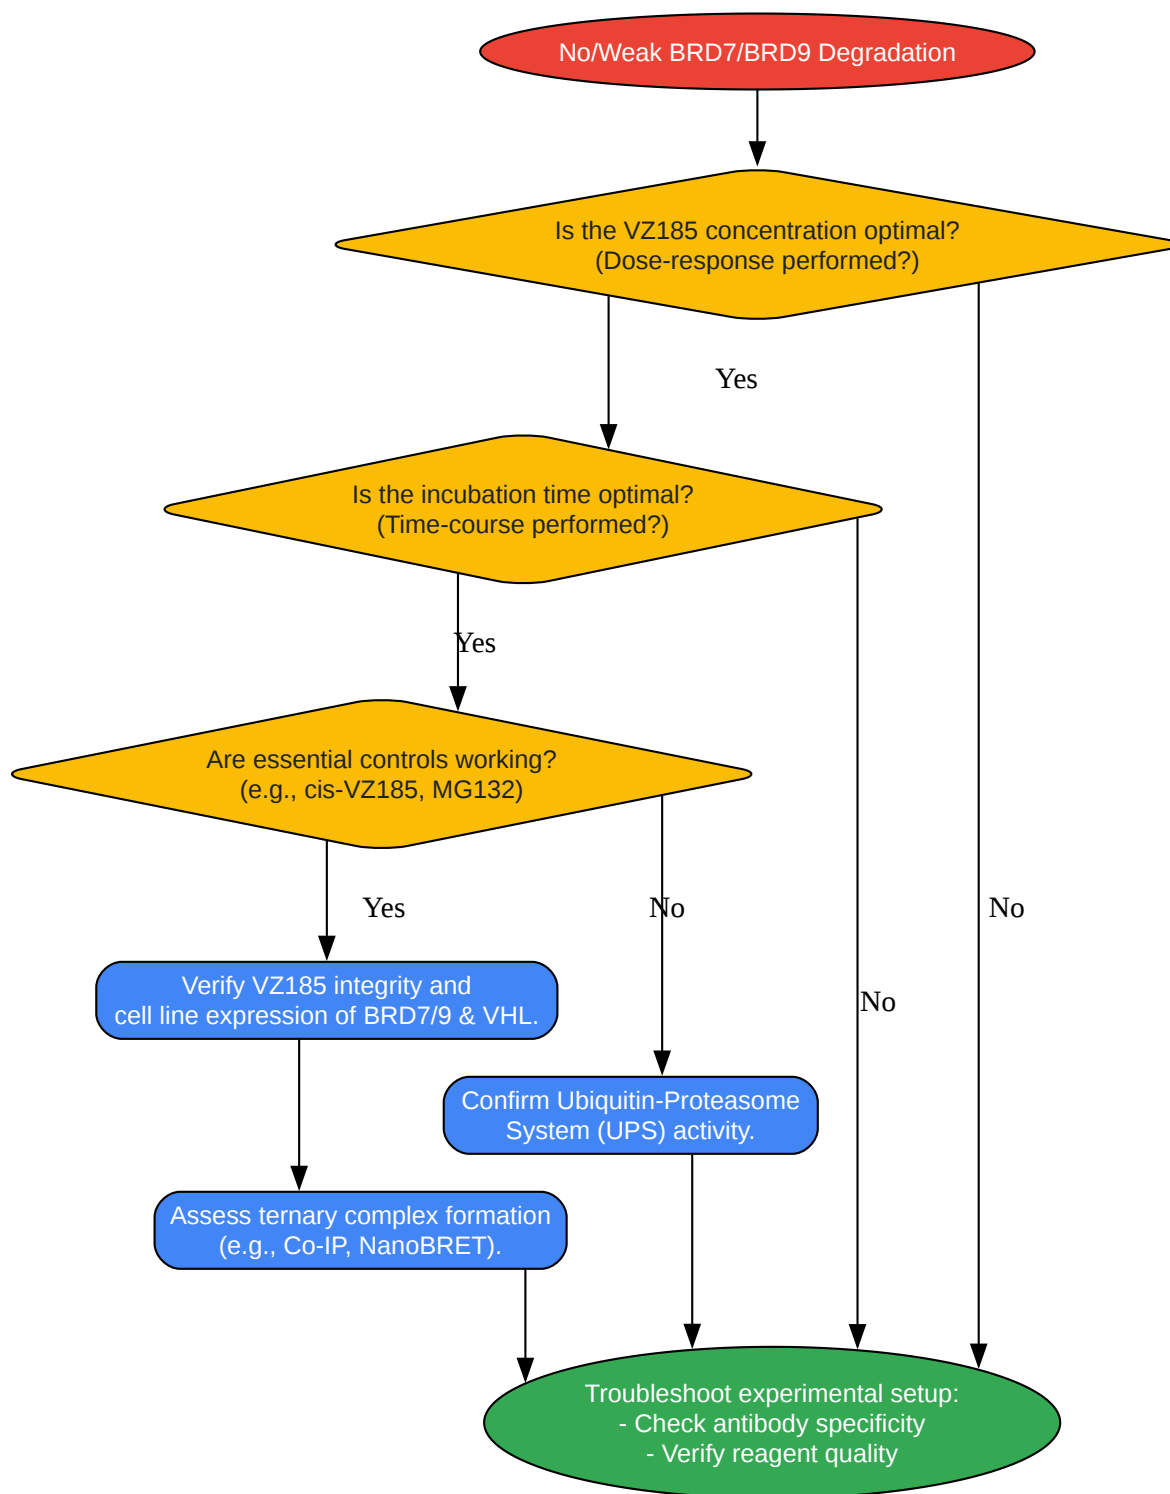 No/Weak BRD7/BRD9 Degradation
Is the VZ185 concentration optimal?
(Dose-response performed?)
Yes
Is the incubation time optimal?
(Time-course performed?)
Yes
Are essential controls working?
(e.g., cis-VZ185, MG132)
Yes
No
No
Verify VZ185 integrity and
cell line expression of BRD7/9 & VHL.
No
Confirm Ubiquitin-Proteasome
System (UPS) activity.
Assess ternary complex formation
(e.g., Co-IP, NanoBRET).
Troubleshoot experimental setup:
- Check antibody specificity
- Verify reagent quality